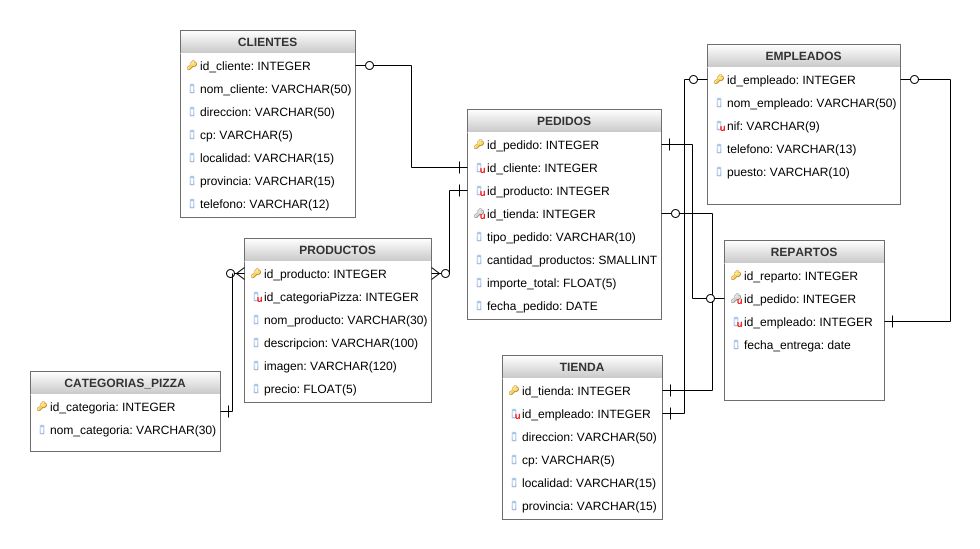 CLIENTES
id_cliente: INTEGER
nom_cliente: VARCHAR(50)
direccion: VARCHAR(50)
cp: VARCHAR(5)
localidad: VARCHAR(15)
provincia: VARCHAR(15)
telefono: VARCHAR(12)
PRODUCTOS
id_producto: INTEGER
id_categoriaPizza: INTEGER
nom_producto: VARCHAR(30)
descripcion: VARCHAR(100)
imagen: VARCHAR(120)
precio: FLOAT(5)
CATEGORIAS_PIZZA
id_categoria: INTEGER
nom_categoria: VARCHAR(30)
PEDIDOS
id_pedido: INTEGER
id_cliente: INTEGER
id_producto: INTEGER
id_tienda: INTEGER
tipo_pedido: VARCHAR(10)
cantidad_productos: SMALLINT
importe_total: FLOAT(5)
fecha_pedido: DATE
TIENDA
id_tienda: INTEGER
id_empleado: INTEGER
direccion: VARCHAR(50)
cp: VARCHAR(5)
localidad: VARCHAR(15)
provincia: VARCHAR(15)
EMPLEADOS
id_empleado: INTEGER
nom_empleado: VARCHAR(50)
nif: VARCHAR(9)
telefono: VARCHAR(13)
puesto: VARCHAR(10)
REPARTOS
id_reparto: INTEGER
id_pedido: INTEGER
id_empleado: INTEGER
fecha_entrega: date